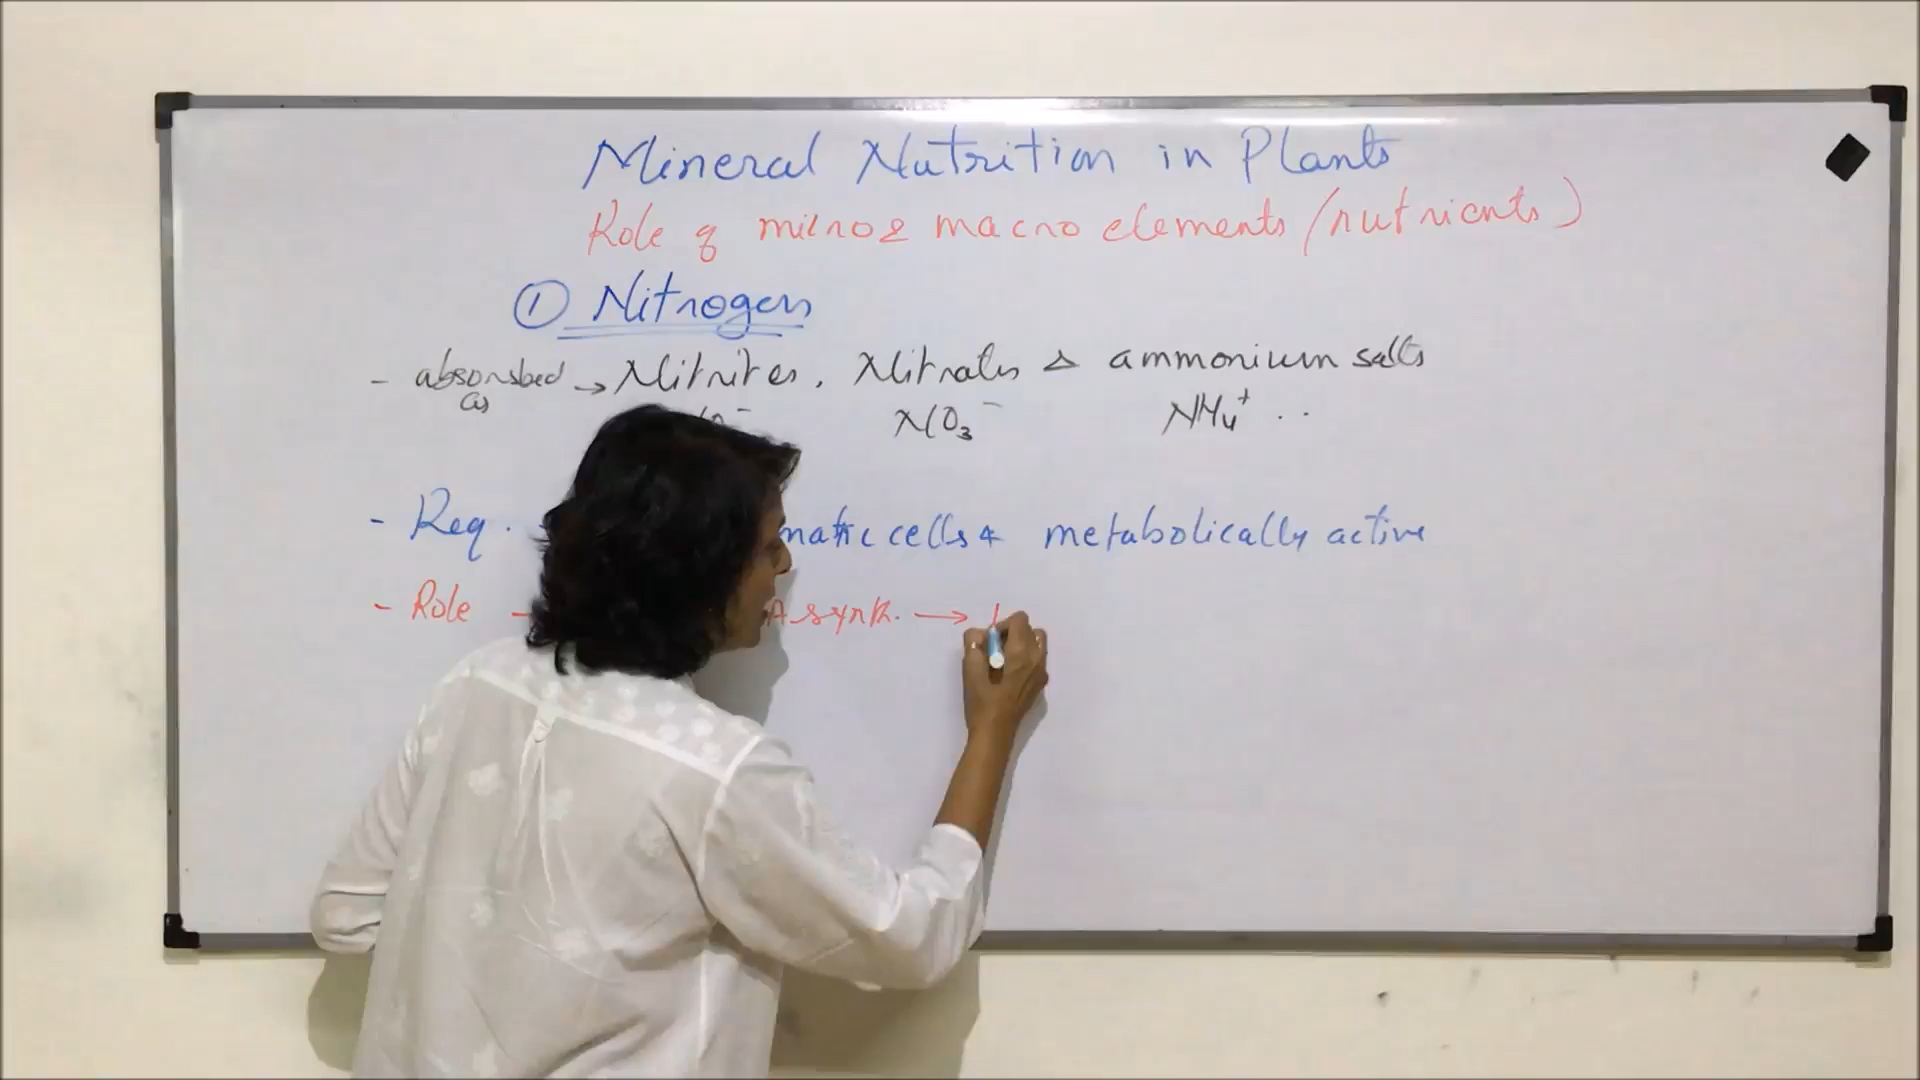 Mineral Nutrition in Plants
Role of micro & macro elements (nutrients)
① Nitrogen
- absorbed → Nitrites, Nitrates & ammonium salts
as
NO3⁻ NH4⁺ ..
- Req. matic cells & metabolically active
- Role - A synth. →